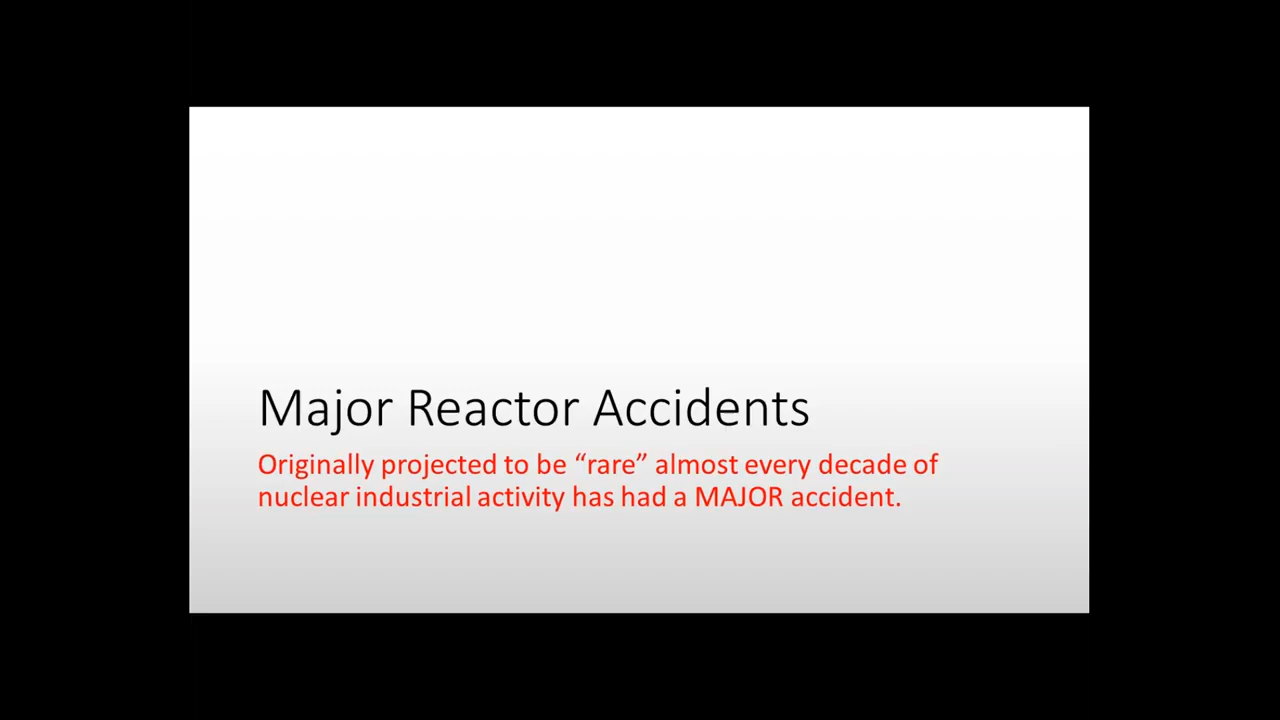 Major Reactor Accidents
Originally projected to be “rare” almost every decade of
nuclear industrial activity has had a MAJOR accident.